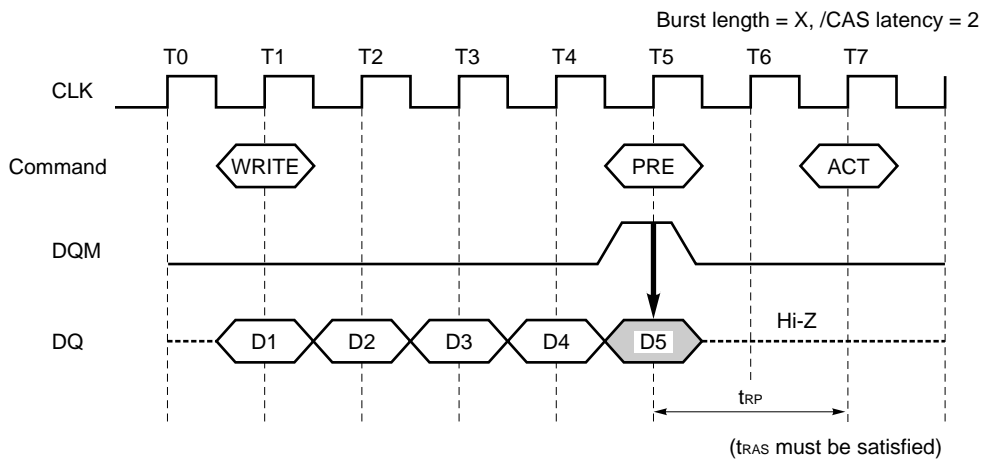 Burst length = X, /CAS latency = 2
T0 T1 T2 T3 T4 T5 T6 T7
CLK
Command WRITE PRE ACT
DQM
DQ D1 D2 D3 D4 D5 Hi-Z
tRP
(tRAS must be satisfied)